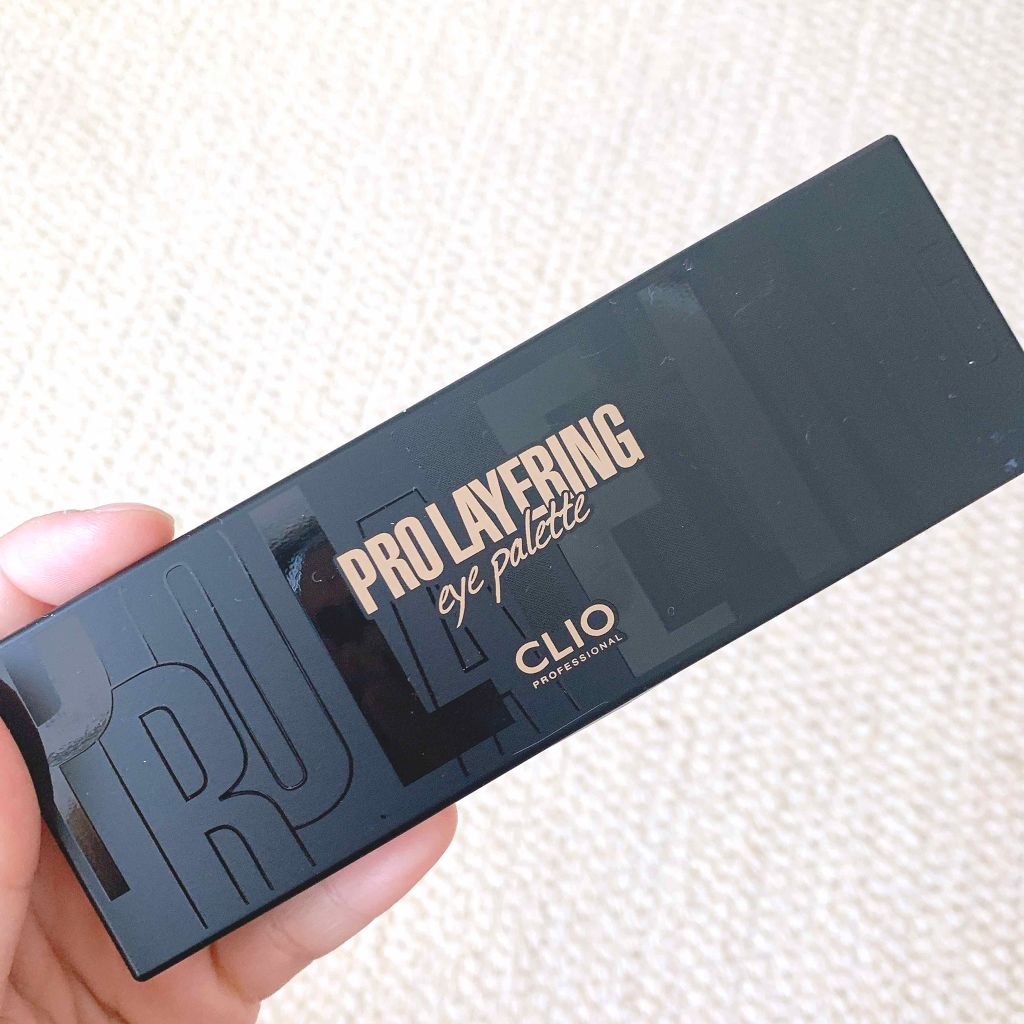 PRO LAYERING
eye palette
CLIO
PROFESSIONAL